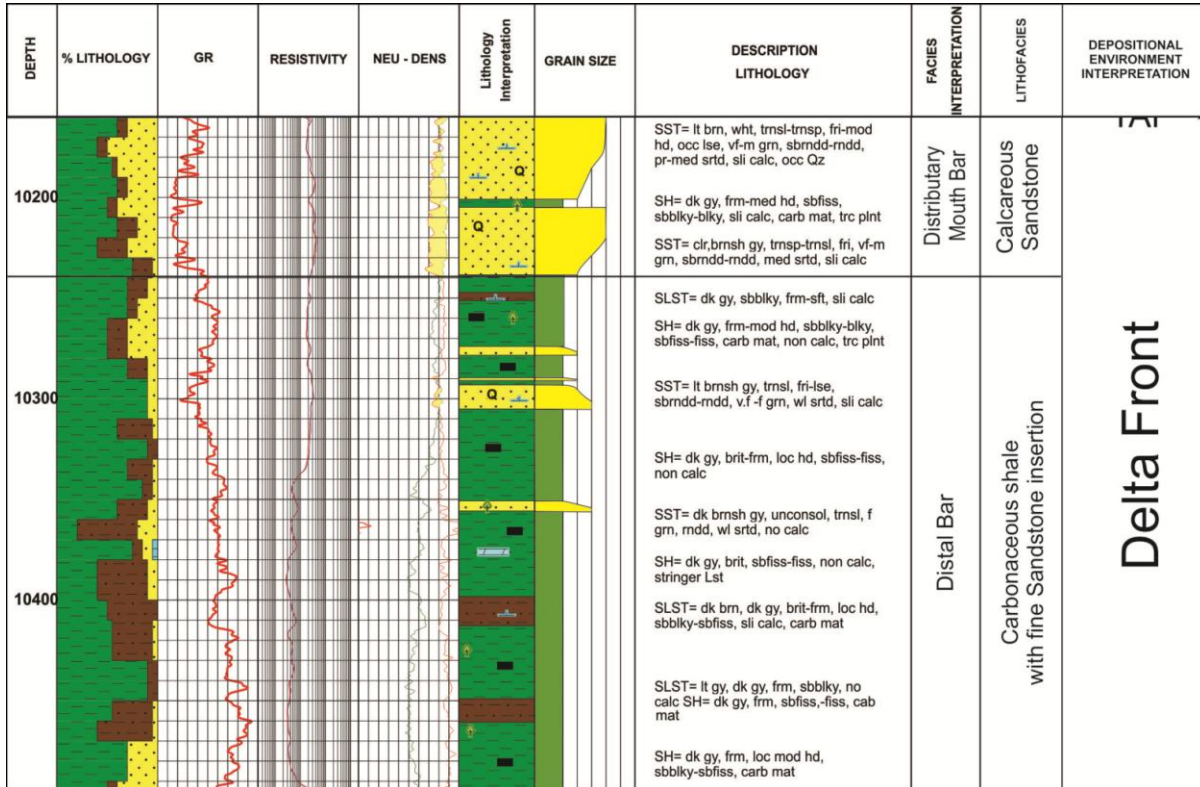 DEPTH
% LITHOLOGY
GR
RESISTIVITY
NEU - DENS
Lithology
Interpretation
GRAIN SIZE
DESCRIPTION
LITHOLOGY
FACIES
INTERPRETATION
LITHOFACIES
DEPOSITIONAL
ENVIRONMENT
INTERPRETATION
10200
10300
10400
Q
Q
Q
SST= lt brn, wht, trnsl-trnsp, fri-mod
hd, occ lse, vf-m grn, sbrndd-rndd,
pr-med srtd, sli calc, occ Qz
SH= dk gy, frm-med hd, sbfiss,
sbblky-blky, sli calc, carb mat, trc plnt
SST= clr,brnsh gy, trnsp-trnsl, fri, vf-m
grn, sbrndd-rndd, med srtd, sli calc
SLST= dk gy, sbblky, frm-sft, sli calc
SH= dk gy, frm-mod hd, sbblky-blky,
sbfiss-fiss, carb mat, non calc, trc plnt
SST= lt brnsh gy, trnsl, fri-lse,
sbrndd-rndd, v.f -f grn, wl srtd, sli calc
SH= dk gy, brit-frm, loc hd, sbfiss-fiss,
non calc
SST= dk brnsh gy, unconsol, trnsl, f
grn, rndd, wl srtd, no calc
SH= dk gy, brit, sbfiss-fiss, non calc,
stringer Lst
SLST= dk brn, dk gy, brit-frm, loc hd,
sbblky-sbfiss, sli calc, carb mat
SLST= lt gy, dk gy, frm, sbblky, no
calc SH= dk gy, frm, sbfiss,-fiss, cab
mat
SH= dk gy, frm, loc mod hd,
sbblky-sbfiss, carb mat
Distributary
Mouth Bar
Calcareous
Sandstone
Distal Bar
Carbonaceous shale
with fine Sandstone insertion
Delta Front